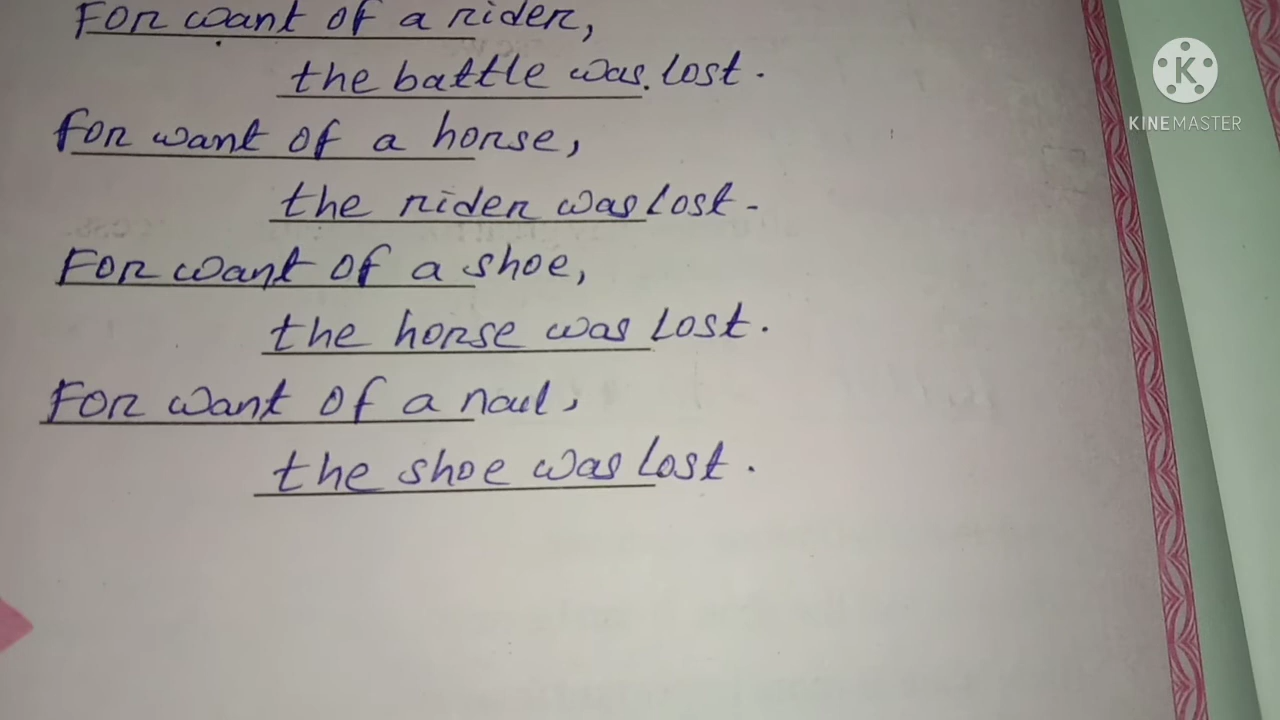 For want of a rider,
the battle was lost.
for want of a horse,
the rider was lost.
For want of a shoe,
the horse was lost.
For want of a nail,
the shoe was lost.
K
KINEMASTER